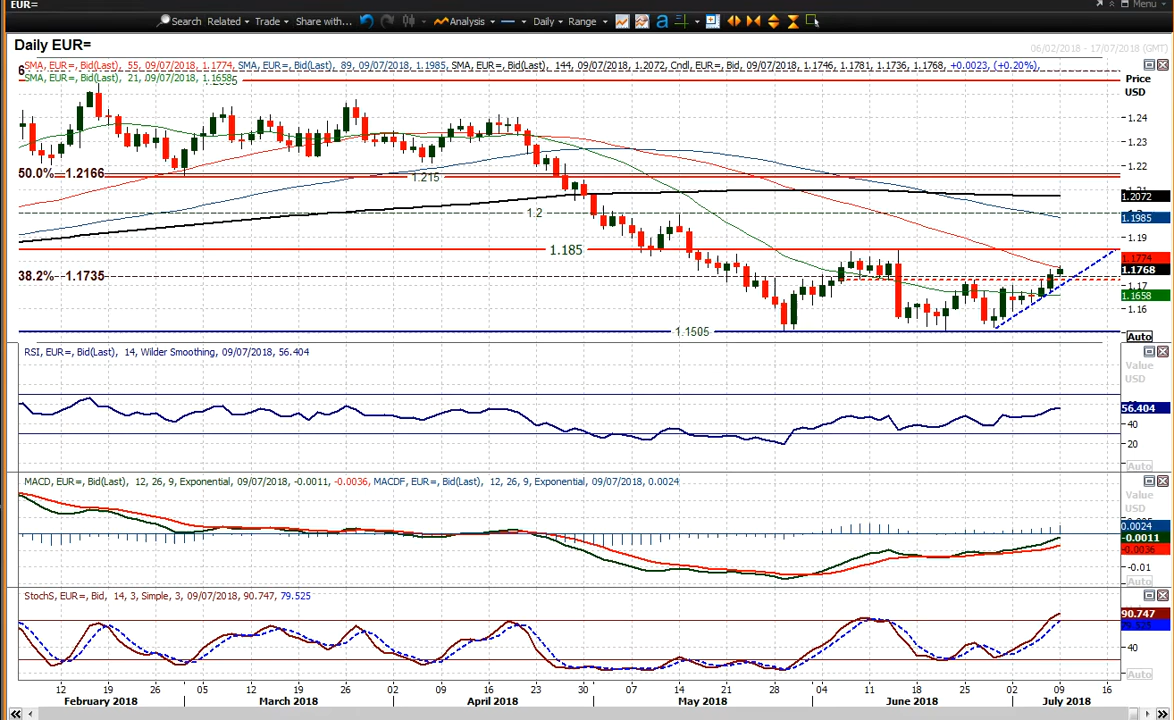 EUR=
Menu
Search Related Trade Share with... Analysis Daily Range
Daily EUR=
06/02/2018 - 17/07/2018 (GMT)
SMA, EUR=, Bid(Last), 55, 09/07/2018, 1.1774, SMA, EUR=, Bid(Last), 89, 09/07/2018, 1.1985, SMA, EUR=, Bid(Last), 144, 09/07/2018, 1.2072, Cndl, EUR=, Bid, 09/07/2018, 1.1746, 1.1781, 1.1736, 1.1768, +0.0023, (+0.20%),
SMA, EUR=, Bid(Last), 21, 09/07/2018, 1.1658
Price
USD
1.24
1.23
1.22
50.0% 1.2166
1.215
1.2072
1.2
1.1985
1.19
1.185
1.1774
1.1768
38.2% 1.1735
1.17
1.1658
1.16
1.1505
Auto
RSI, EUR=, Bid(Last), 14, Wilder Smoothing, 09/07/2018, 56.404
Value
USD
56.404
40
20
Auto
MACD, EUR=, Bid(Last), 12, 26, 9, Exponential, 09/07/2018, -0.0011, -0.0036, MACDF, EUR=, Bid(Last), 12, 26, 9, Exponential, 09/07/2018, 0.0024
Value
USD
0.0024
-0.0011
-0.0036
-0.01
Auto
StochS, EUR=, Bid, 14, 3, Simple, 3, 09/07/2018, 90.747, 79.525
90.747
79.525
40
Auto
12 19 26 05 12 19 26 02 09 16 23 30 07 14 21 28 04 11 18 25 02 09 16
February 2018 March 2018 April 2018 May 2018 June 2018 July 2018